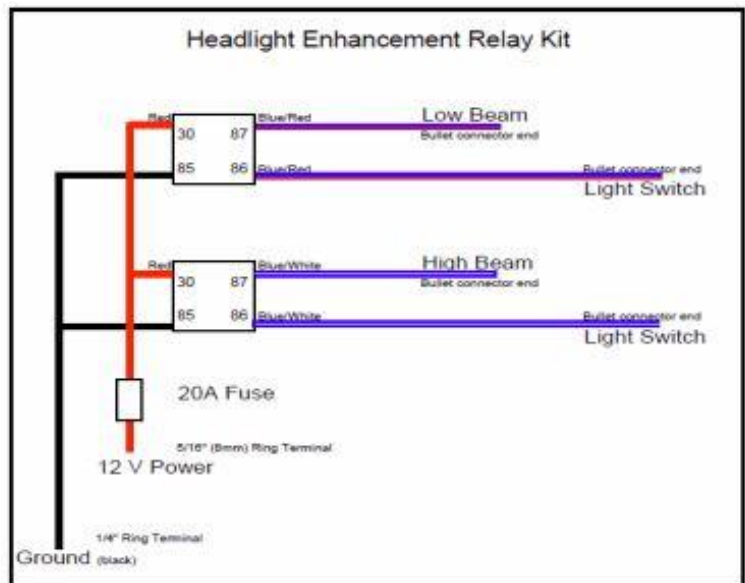 Headlight Enhancement Relay Kit
Red
30
87
85
86
Blue/Red
Low Beam
Bullet connector end
Blue/Red
Bullet connector end
Light Switch
Red
30
87
85
86
Blue/White
High Beam
Bullet connector end
Blue/White
Bullet connector end
Light Switch
20A Fuse
5/16" (8mm) Ring Terminal
12 V Power
1/4" Ring Terminal
Ground (black)